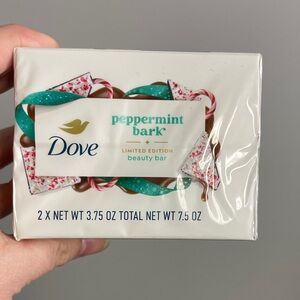 Dove
peppermint
bark
LIMITED EDITION
beauty bar
2 X NET WT 3.75 OZ TOTAL NET WT 7.5 OZ